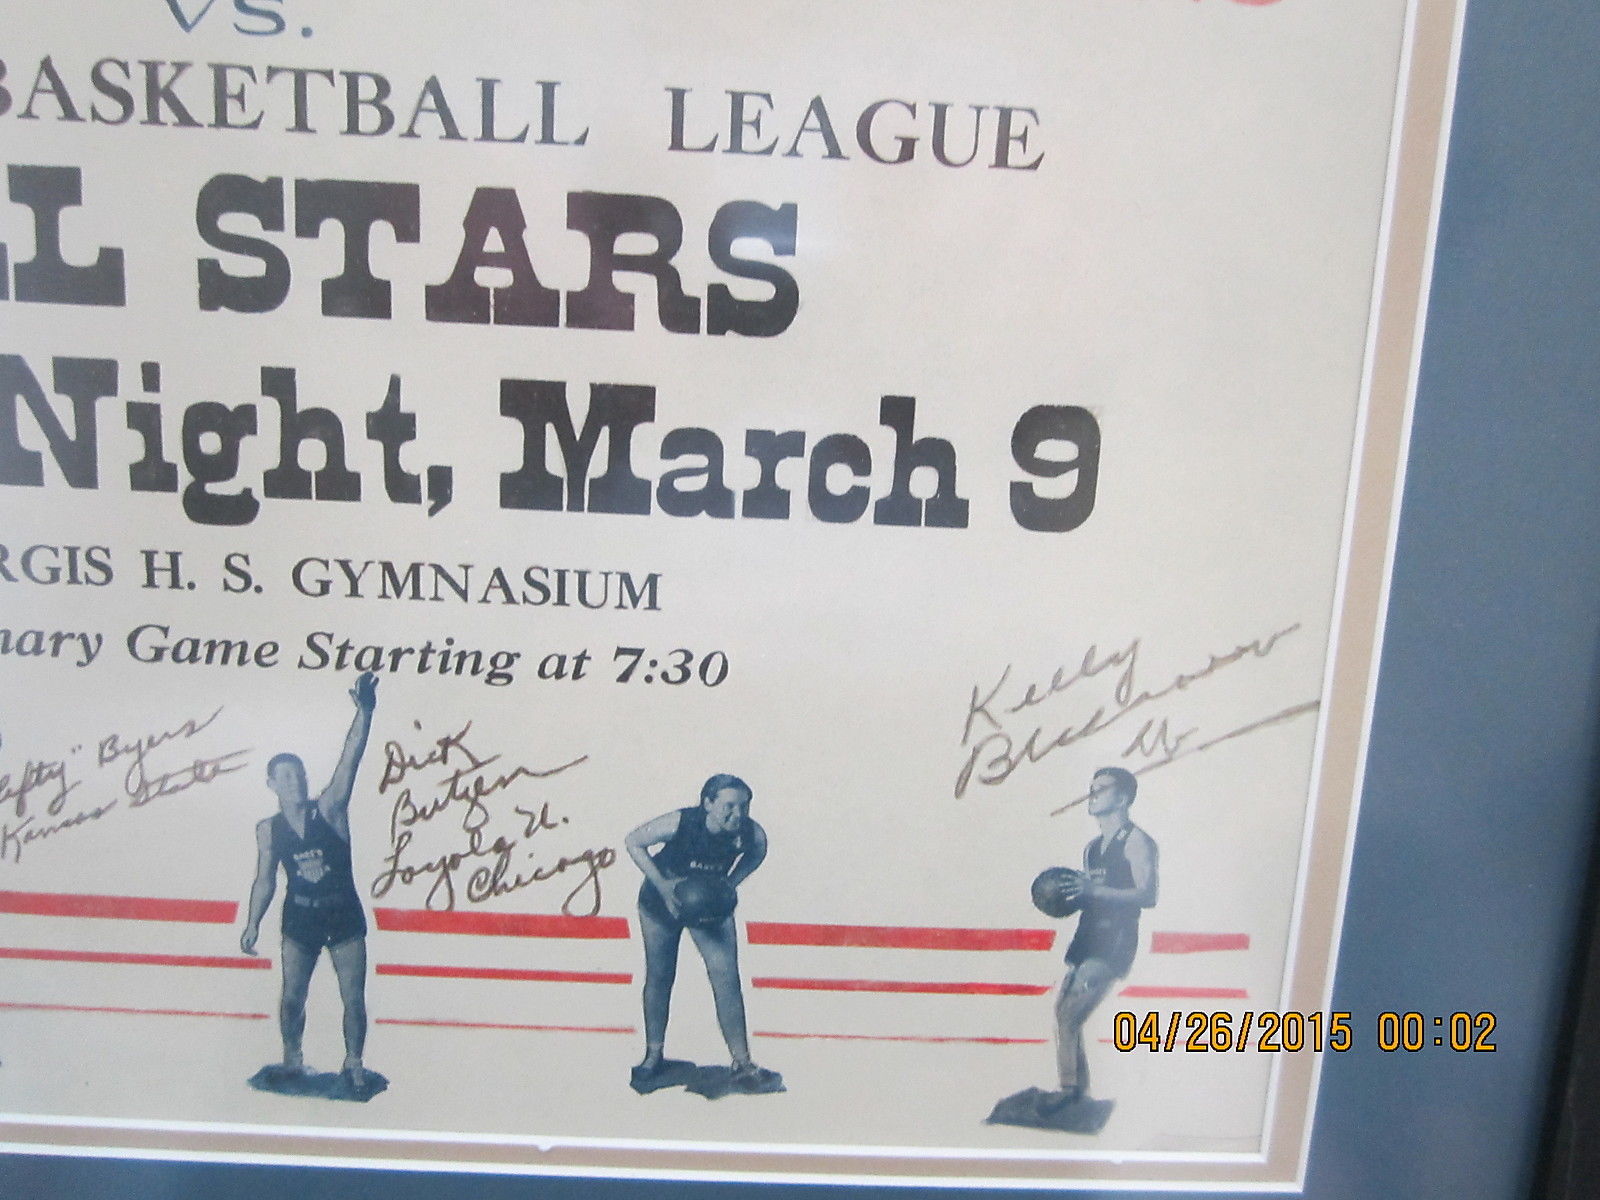 VS.
BASKETBALL LEAGUE
LL STARS
Night, March 9
RGIS H. S. GYMNASIUM
nary Game Starting at 7:30
Lefty" Byers
Kansas State
Dick
Butzen
Loyola U.
Chicago
Kelly
04/26/2015 00:02